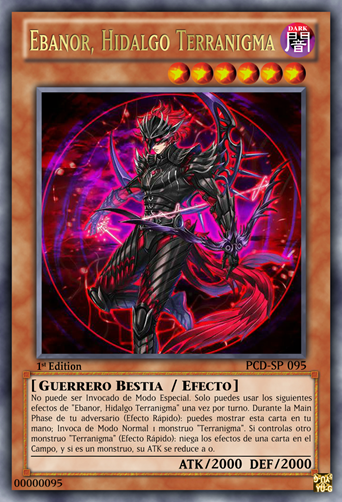 Ebanor, Hidalgo Terranigma
DARK
闇
1st Edition
PCD-SP 095
[Guerrero Bestia / Efecto]
No puede ser Invocado de Modo Especial. Solo puedes usar los siguientes
efectos de "Ebanor, Hidalgo Terranigma" una vez por turno. Durante la Main
Phase de tu adversario (Efecto Rápido): puedes mostrar esta carta en tu
mano; Invoca de Modo Normal 1 monstruo "Terranigma". Si controlas otro
monstruo "Terranigma" (Efecto Rápido): niega los efectos de una carta en el
Campo, y si es un monstruo, su ATK se reduce a 0.
ATK/2000 DEF/2000
00000095